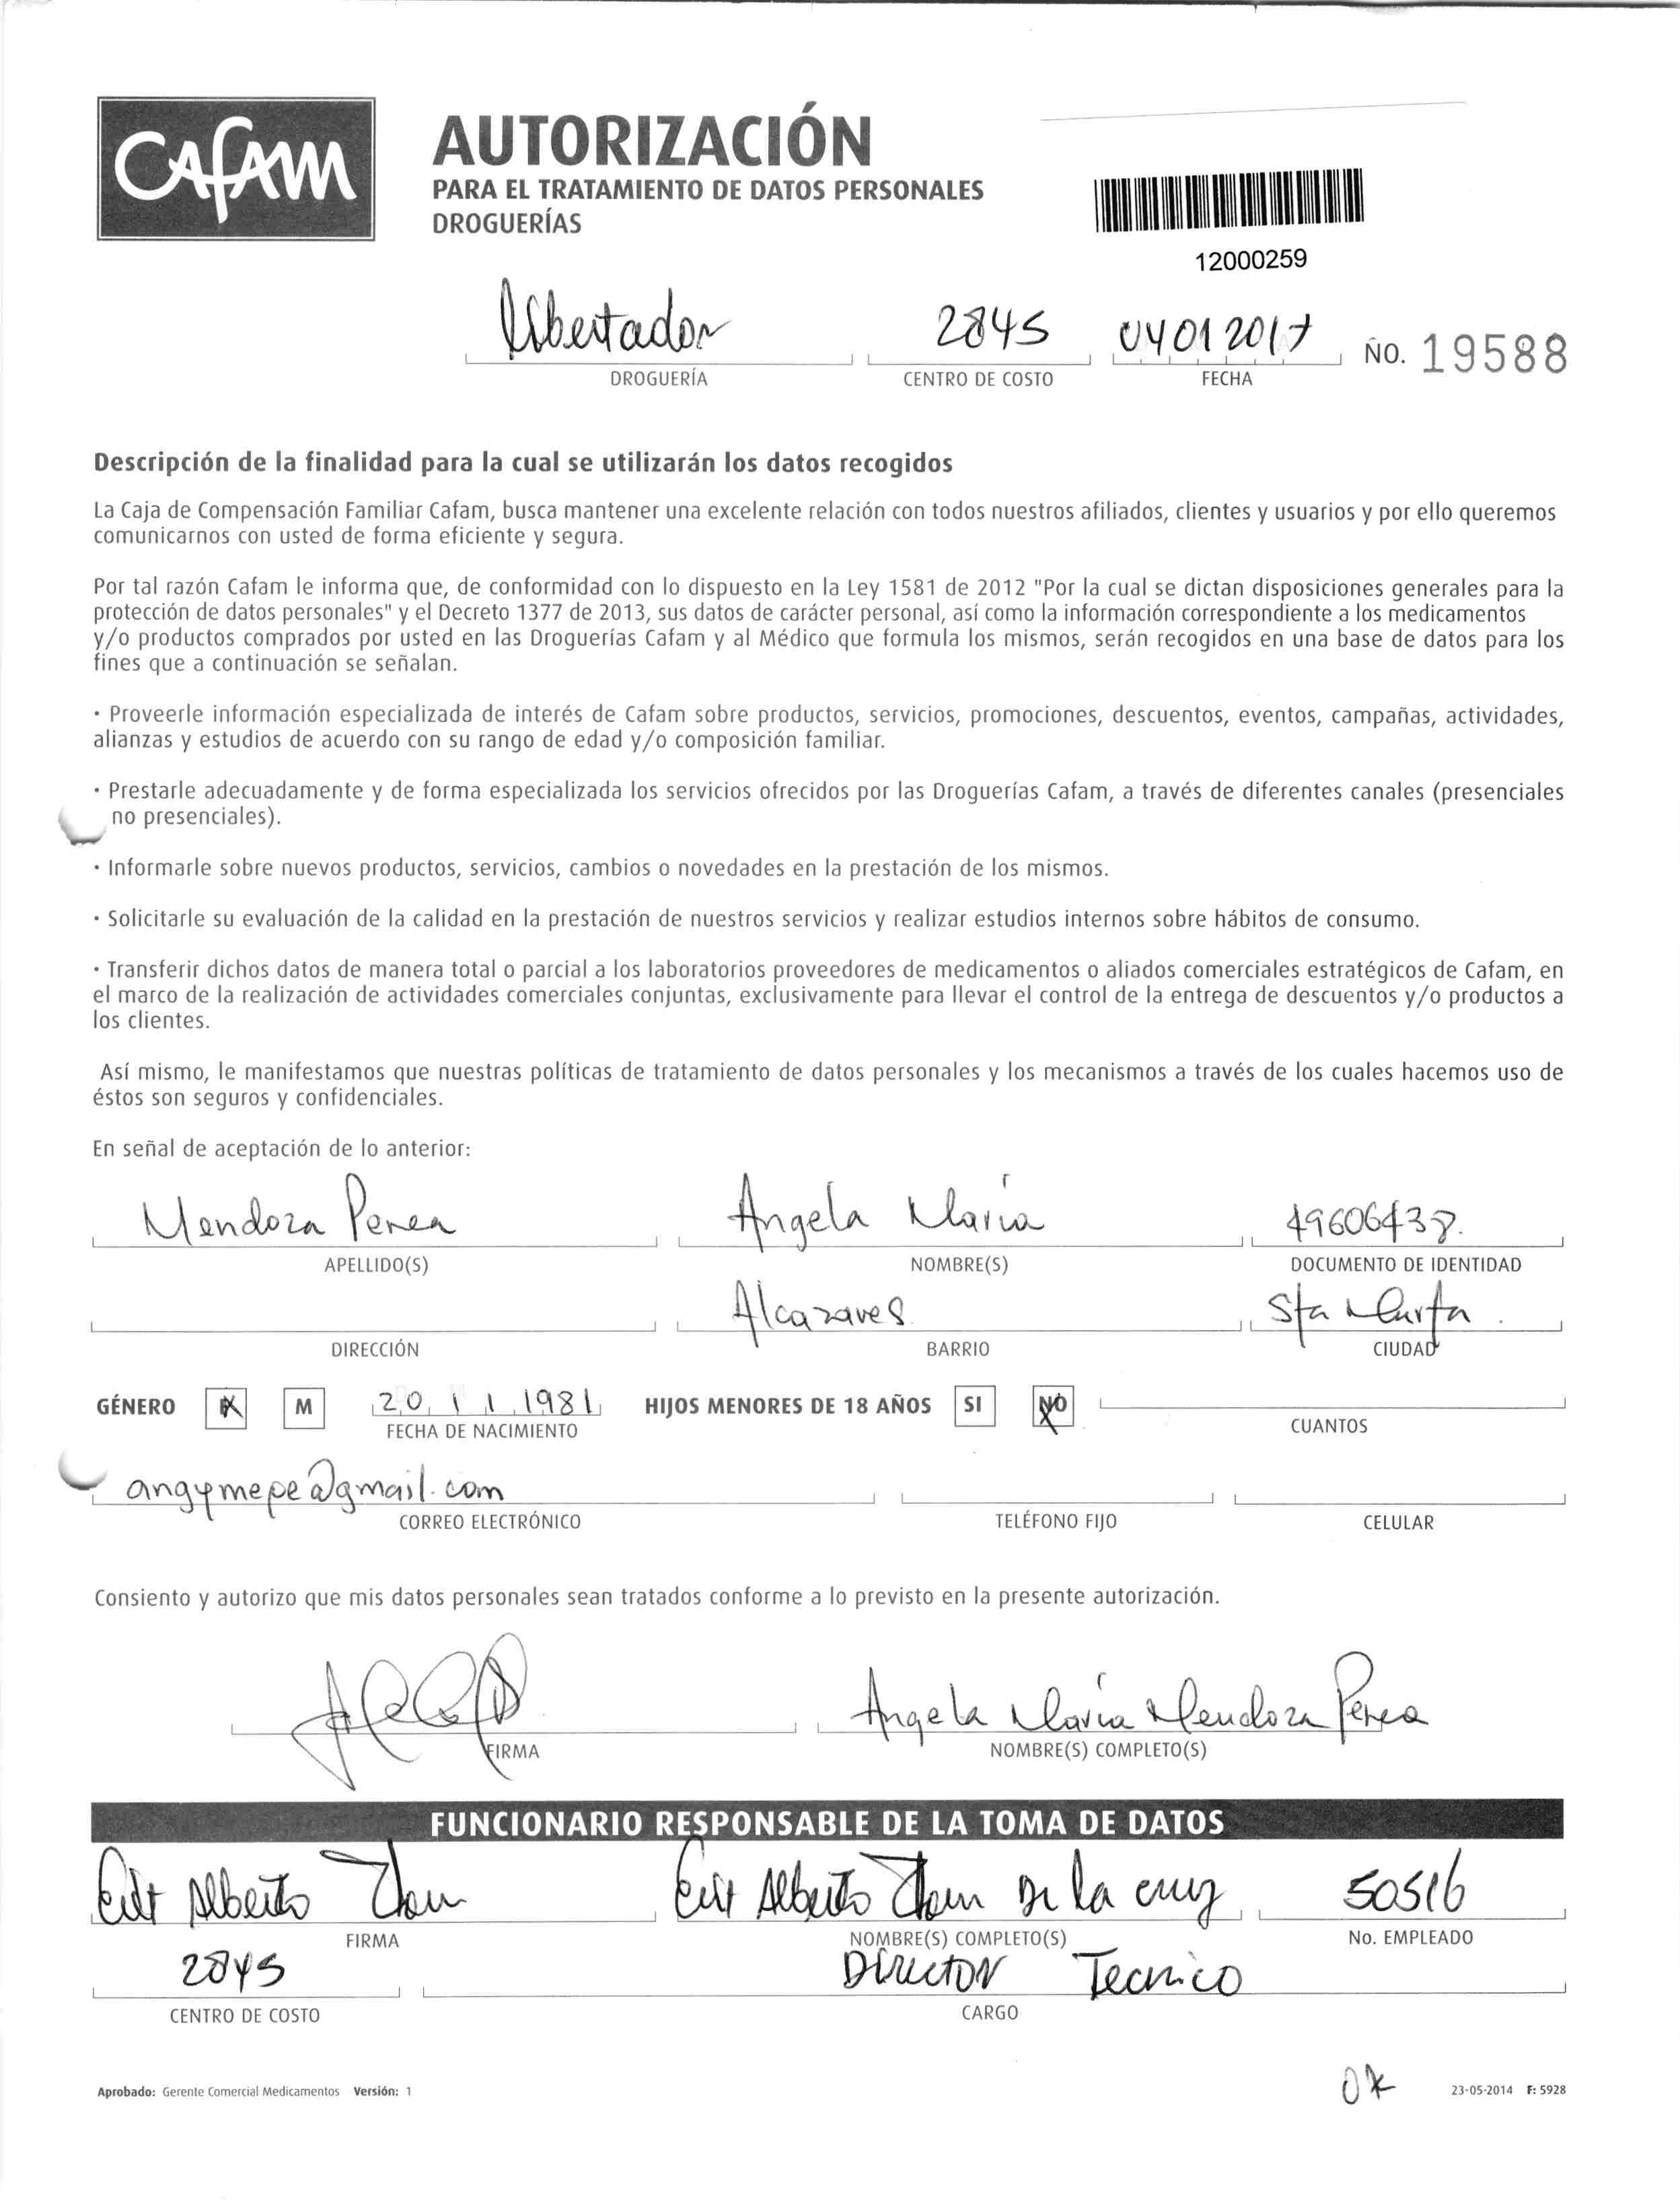 CAFAM
AUTORIZACIÓN
PARA EL TRATAMIENTO DE DATOS PERSONALES
DROGUERÍAS
12000259
libertador 2845 04 01 2017 NO. 19588
DROGUERÍA CENTRO DE COSTO FECHA
Descripción de la finalidad para la cual se utilizarán los datos recogidos
La Caja de Compensación Familiar Cafam, busca mantener una excelente relación con todos nuestros afiliados, clientes y usuarios y por ello queremos
comunicarnos con usted de forma eficiente y segura.
Por tal razón Cafam le informa que, de conformidad con lo dispuesto en la Ley 1581 de 2012 "Por la cual se dictan disposiciones generales para la
protección de datos personales" y el Decreto 1377 de 2013, sus datos de carácter personal, así como la información correspondiente a los medicamentos
y/o productos comprados por usted en las Droguerías Cafam y al Médico que formula los mismos, serán recogidos en una base de datos para los
fines que a continuación se señalan.
· Proveerle información especializada de interés de Cafam sobre productos, servicios, promociones, descuentos, eventos, campañas, actividades,
alianzas y estudios de acuerdo con su rango de edad y/o composición familiar.
· Prestarle adecuadamente y de forma especializada los servicios ofrecidos por las Droguerías Cafam, a través de diferentes canales (presenciales
no presenciales).
· Informarle sobre nuevos productos, servicios, cambios o novedades en la prestación de los mismos.
· Solicitarle su evaluación de la calidad en la prestación de nuestros servicios y realizar estudios internos sobre hábitos de consumo.
· Transferir dichos datos de manera total o parcial a los laboratorios proveedores de medicamentos o aliados comerciales estratégicos de Cafam, en
el marco de la realización de actividades comerciales conjuntas, exclusivamente para llevar el control de la entrega de descuentos y/o productos a
los clientes.
Así mismo, le manifestamos que nuestras políticas de tratamiento de datos personales y los mecanismos a través de los cuales hacemos uso de
éstos son seguros y confidenciales.
En señal de aceptación de lo anterior:
Mendoza Perea Angela María
APELLIDO(S) NOMBRE(S) DOCUMENTO DE IDENTIDAD
Alcazares Sta Marta.
DIRECCIÓN BARRIO CIUDAD
GÉNERO M 20 11 1981 HIJOS MENORES DE 18 AÑOS SI NO
FECHA DE NACIMIENTO CUANTOS
angymepe@gmail.com
CORREO ELECTRÓNICO TELÉFONO FIJO CELULAR
Consiento y autorizo que mis datos personales sean tratados conforme a lo previsto en la presente autorización.
Angela María Mendoza Perea
FIRMA NOMBRE(S) COMPLETO(S)
FUNCIONARIO RESPONSABLE DE LA TOMA DE DATOS
Alberto Alberto De la cruz 50516
FIRMA NOMBRE(S) COMPLETO(S) No. EMPLEADO
2845 Director Tecnico
CENTRO DE COSTO CARGO
OK
Aprobado: Gerente Comercial Medicamentos Versión: 1 23-05-2014 F: 5928